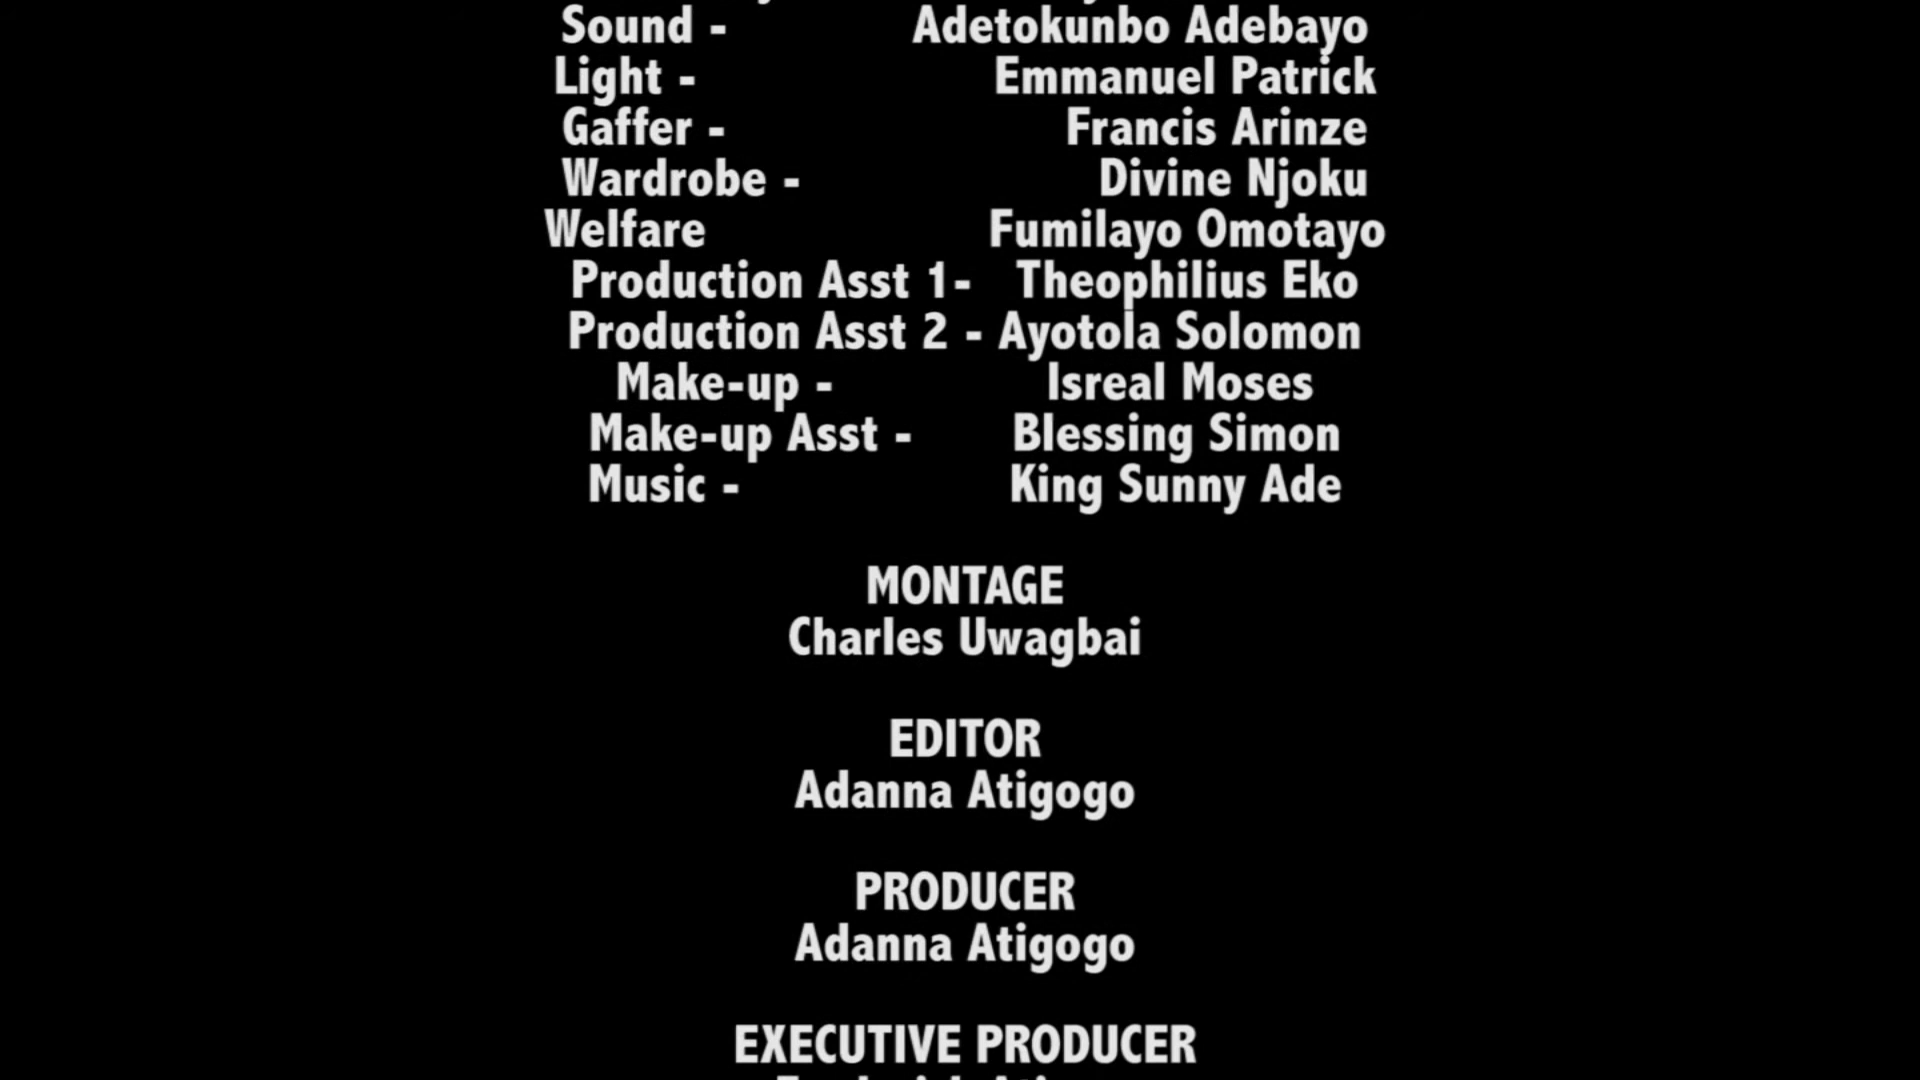 Sound - Adetokunbo Adebayo
Light - Emmanuel Patrick
Gaffer - Francis Arinze
Wardrobe - Divine Njoku
Welfare Fumilayo Omotayo
Production Asst 1- Theophilius Eko
Production Asst 2 - Ayotola Solomon
Make-up - Isreal Moses
Make-up Asst - Blessing Simon
Music - King Sunny Ade
MONTAGE
Charles Uwagbai
EDITOR
Adanna Atigogo
PRODUCER
Adanna Atigogo
EXECUTIVE PRODUCER